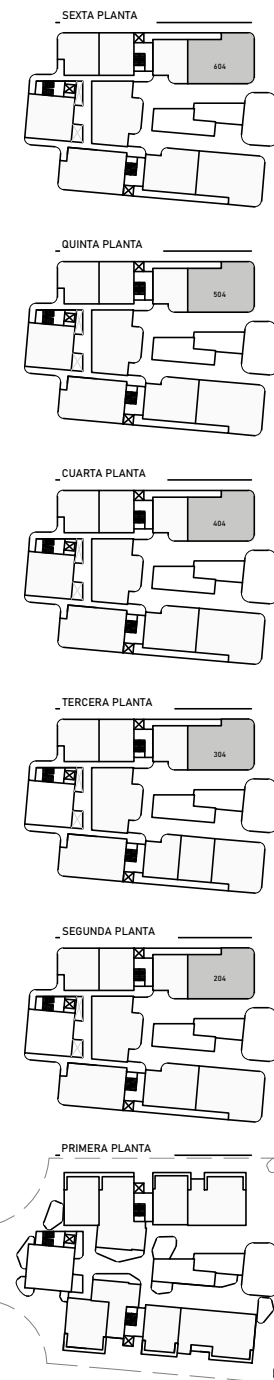 SEXTA PLANTA
604
QUINTA PLANTA
504
CUARTA PLANTA
404
TERCERA PLANTA
304
SEGUNDA PLANTA
204
PRIMERA PLANTA